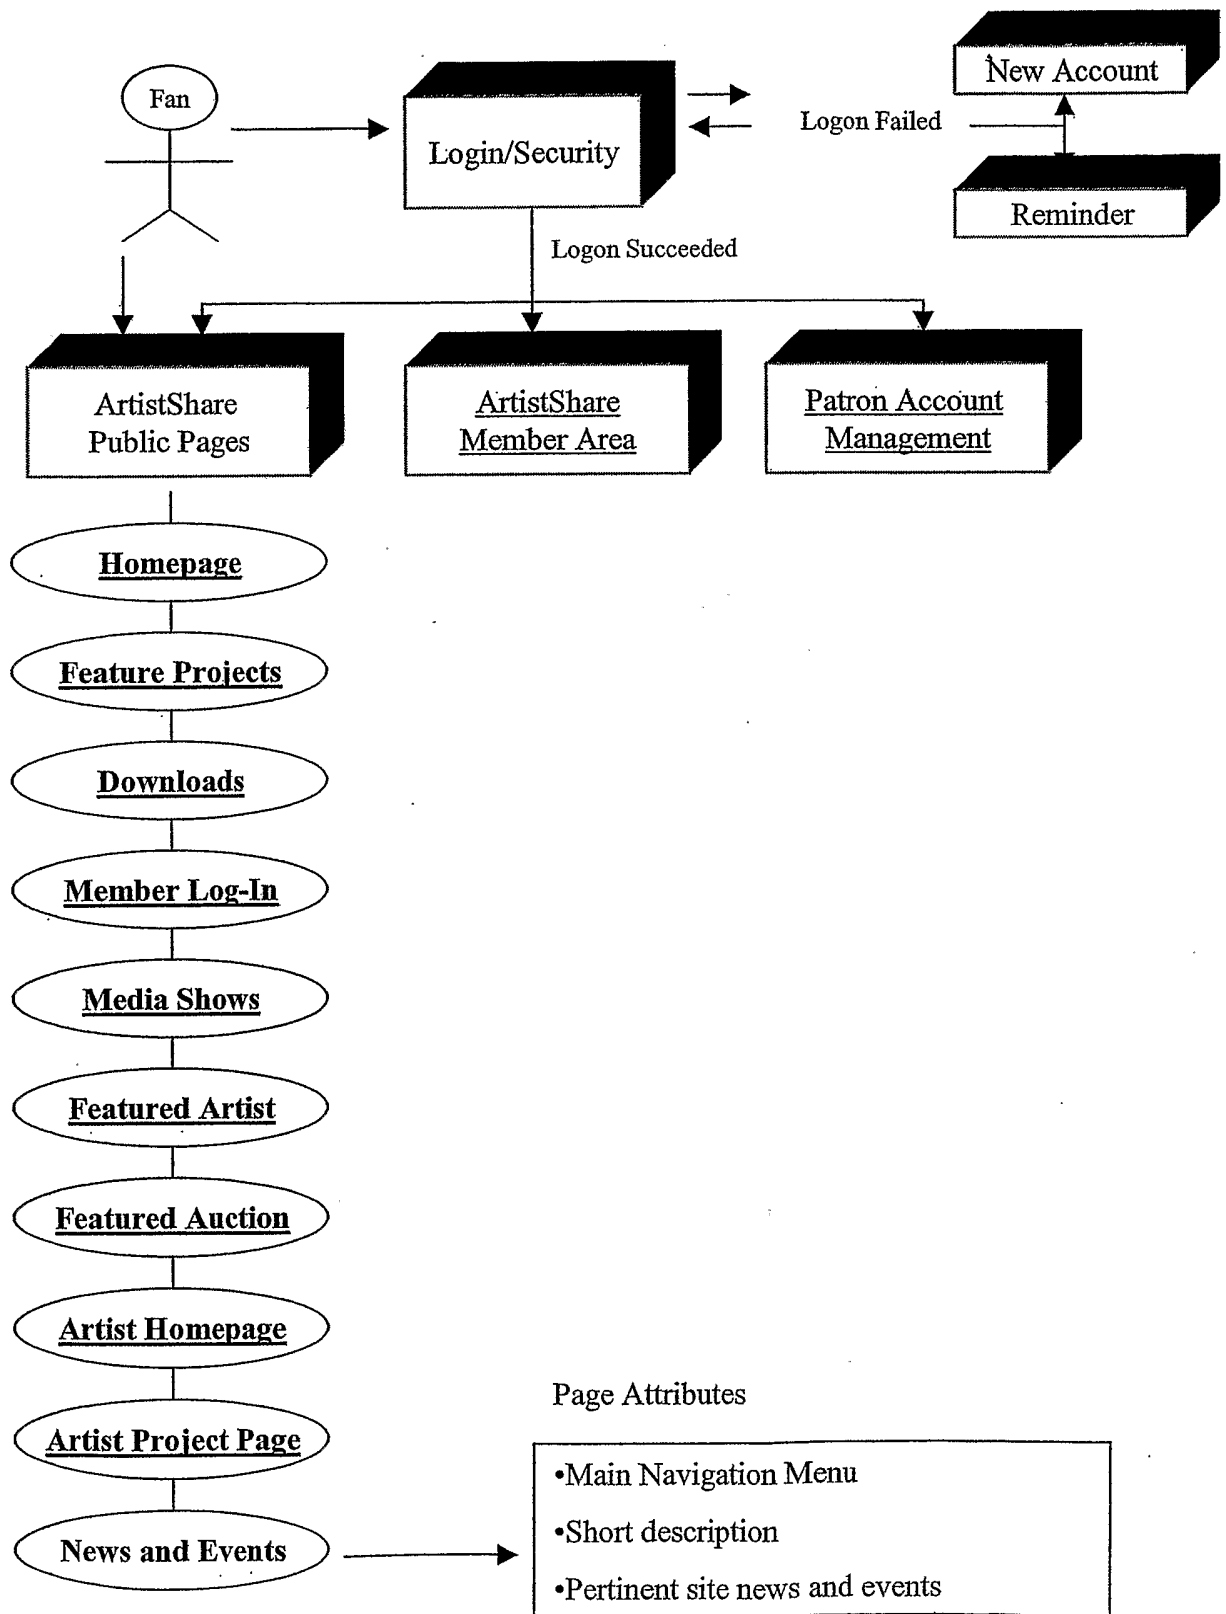 Fan
Login/Security
Logon Failed
New Account
Reminder
Logon Succeeded
ArtistShare
Public Pages
ArtistShare
Member Area
Patron Account
Management
Homepage
Feature Projects
Downloads
Member Log-In
Media Shows
Featured Artist
Featured Auction
Artist Homepage
Artist Project Page
News and Events
Page Attributes
•Main Navigation Menu
•Short description
•Pertinent site news and events